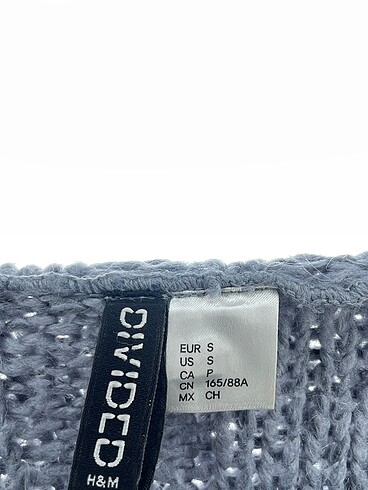 DIVIDED
H&M
EUR S
US S
CA P
CN 165/88A
MX CH